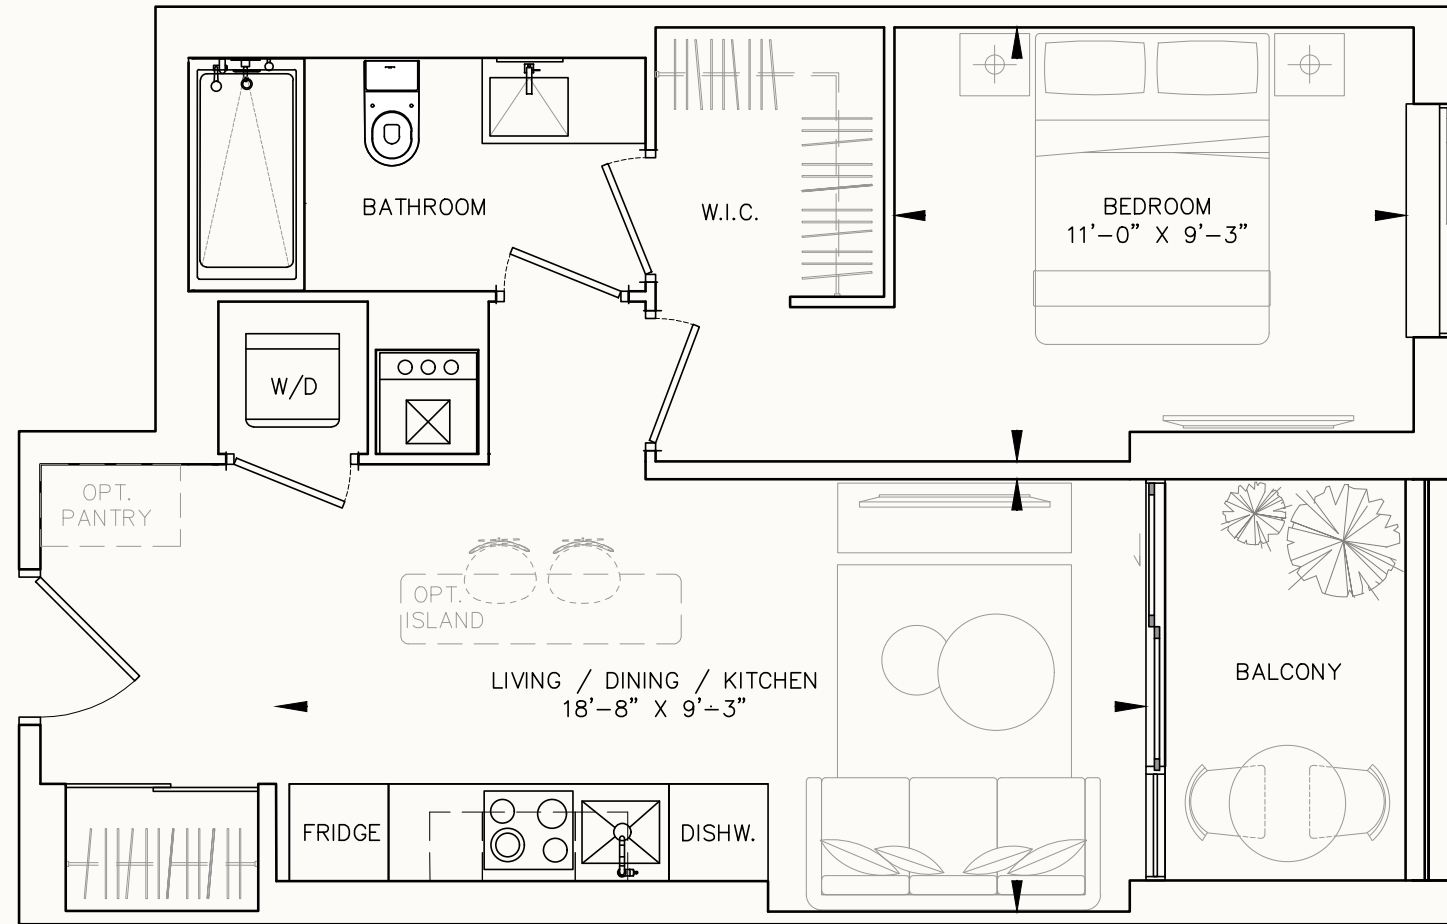 BATHROOM
W.I.C.
BEDROOM
11'-0" X 9'-3"
W/D
OPT.
PANTRY
OPT.
ISLAND
LIVING / DINING / KITCHEN
18'-8" X 9'-3"
BALCONY
FRIDGE
DISHW.